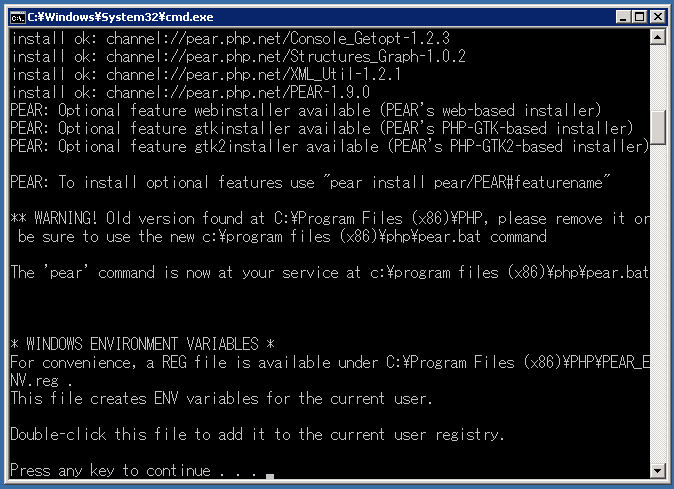 C:¥Windows¥System32¥cmd.exe
install ok: channel://pear.php.net/Console_Getopt-1.2.3
install ok: channel://pear.php.net/Structures_Graph-1.0.2
install ok: channel://pear.php.net/XML_Util-1.2.1
install ok: channel://pear.php.net/PEAR-1.9.0
PEAR: Optional feature webinstaller available (PEAR's web-based installer)
PEAR: Optional feature gtkinstaller available (PEAR's PHP-GTK-based installer)
PEAR: Optional feature gtk2installer available (PEAR's PHP-GTK2-based installer)
PEAR: To install optional features use "pear install pear/PEAR#featurename"
** WARNING! Old version found at C:¥Program Files (x86)¥PHP, please remove it or
be sure to use the new c:¥program files (x86)¥php¥pear.bat command
The 'pear' command is now at your service at c:¥program files (x86)¥php¥pear.bat
* WINDOWS ENVIRONMENT VARIABLES *
For convenience, a REG file is available under C:¥Program Files (x86)¥PHP¥PEAR_E
NV.reg .
This file creates ENV variables for the current user.
Double-click this file to add it to the current user registry.
Press any key to continue . . .